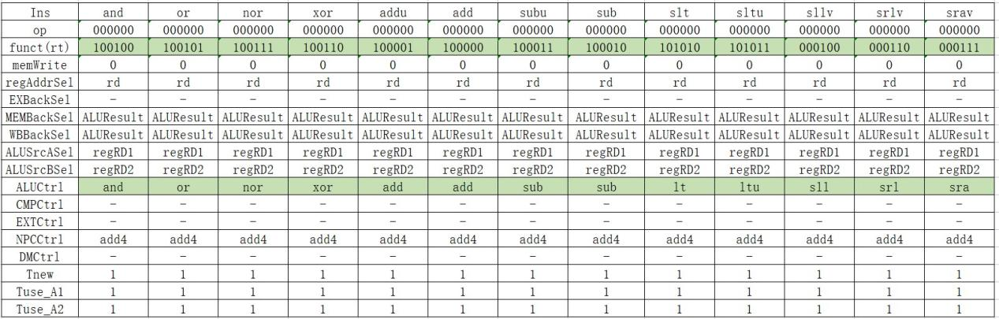 Ins and or nor xor addu add subu sub slt sltu sllv srlv srav
op 000000 000000 000000 000000 000000 000000 000000 000000 000000 000000 000000 000000 000000
funct(rt) 100100 100101 100111 100110 100001 100000 100011 100010 101010 101011 000100 000110 000111
memWrite 0 0 0 0 0 0 0 0 0 0 0 0 0
regAddrSel rd rd rd rd rd rd rd rd rd rd rd rd rd
EXBackSel - - - - - - - - - - - - -
MEMBackSel ALUResult ALUResult ALUResult ALUResult ALUResult ALUResult ALUResult ALUResult ALUResult ALUResult ALUResult ALUResult ALUResult
WBBackSel ALUResult ALUResult ALUResult ALUResult ALUResult ALUResult ALUResult ALUResult ALUResult ALUResult ALUResult ALUResult ALUResult
ALUSrcASel regRD1 regRD1 regRD1 regRD1 regRD1 regRD1 regRD1 regRD1 regRD1 regRD1 regRD1 regRD1 regRD1
ALUSrcBSel regRD2 regRD2 regRD2 regRD2 regRD2 regRD2 regRD2 regRD2 regRD2 regRD2 regRD2 regRD2 regRD2
ALUCtrl and or nor xor add add sub sub lt ltu sll srl sra
CMPCtrl - - - - - - - - - - - - -
EXTCtrl - - - - - - - - - - - - -
NPCCtrl add4 add4 add4 add4 add4 add4 add4 add4 add4 add4 add4 add4 add4
DMCtrl - - - - - - - - - - - - -
Tnew 1 1 1 1 1 1 1 1 1 1 1 1 1
Tuse_A1 1 1 1 1 1 1 1 1 1 1 1 1 1
Tuse_A2 1 1 1 1 1 1 1 1 1 1 1 1 1